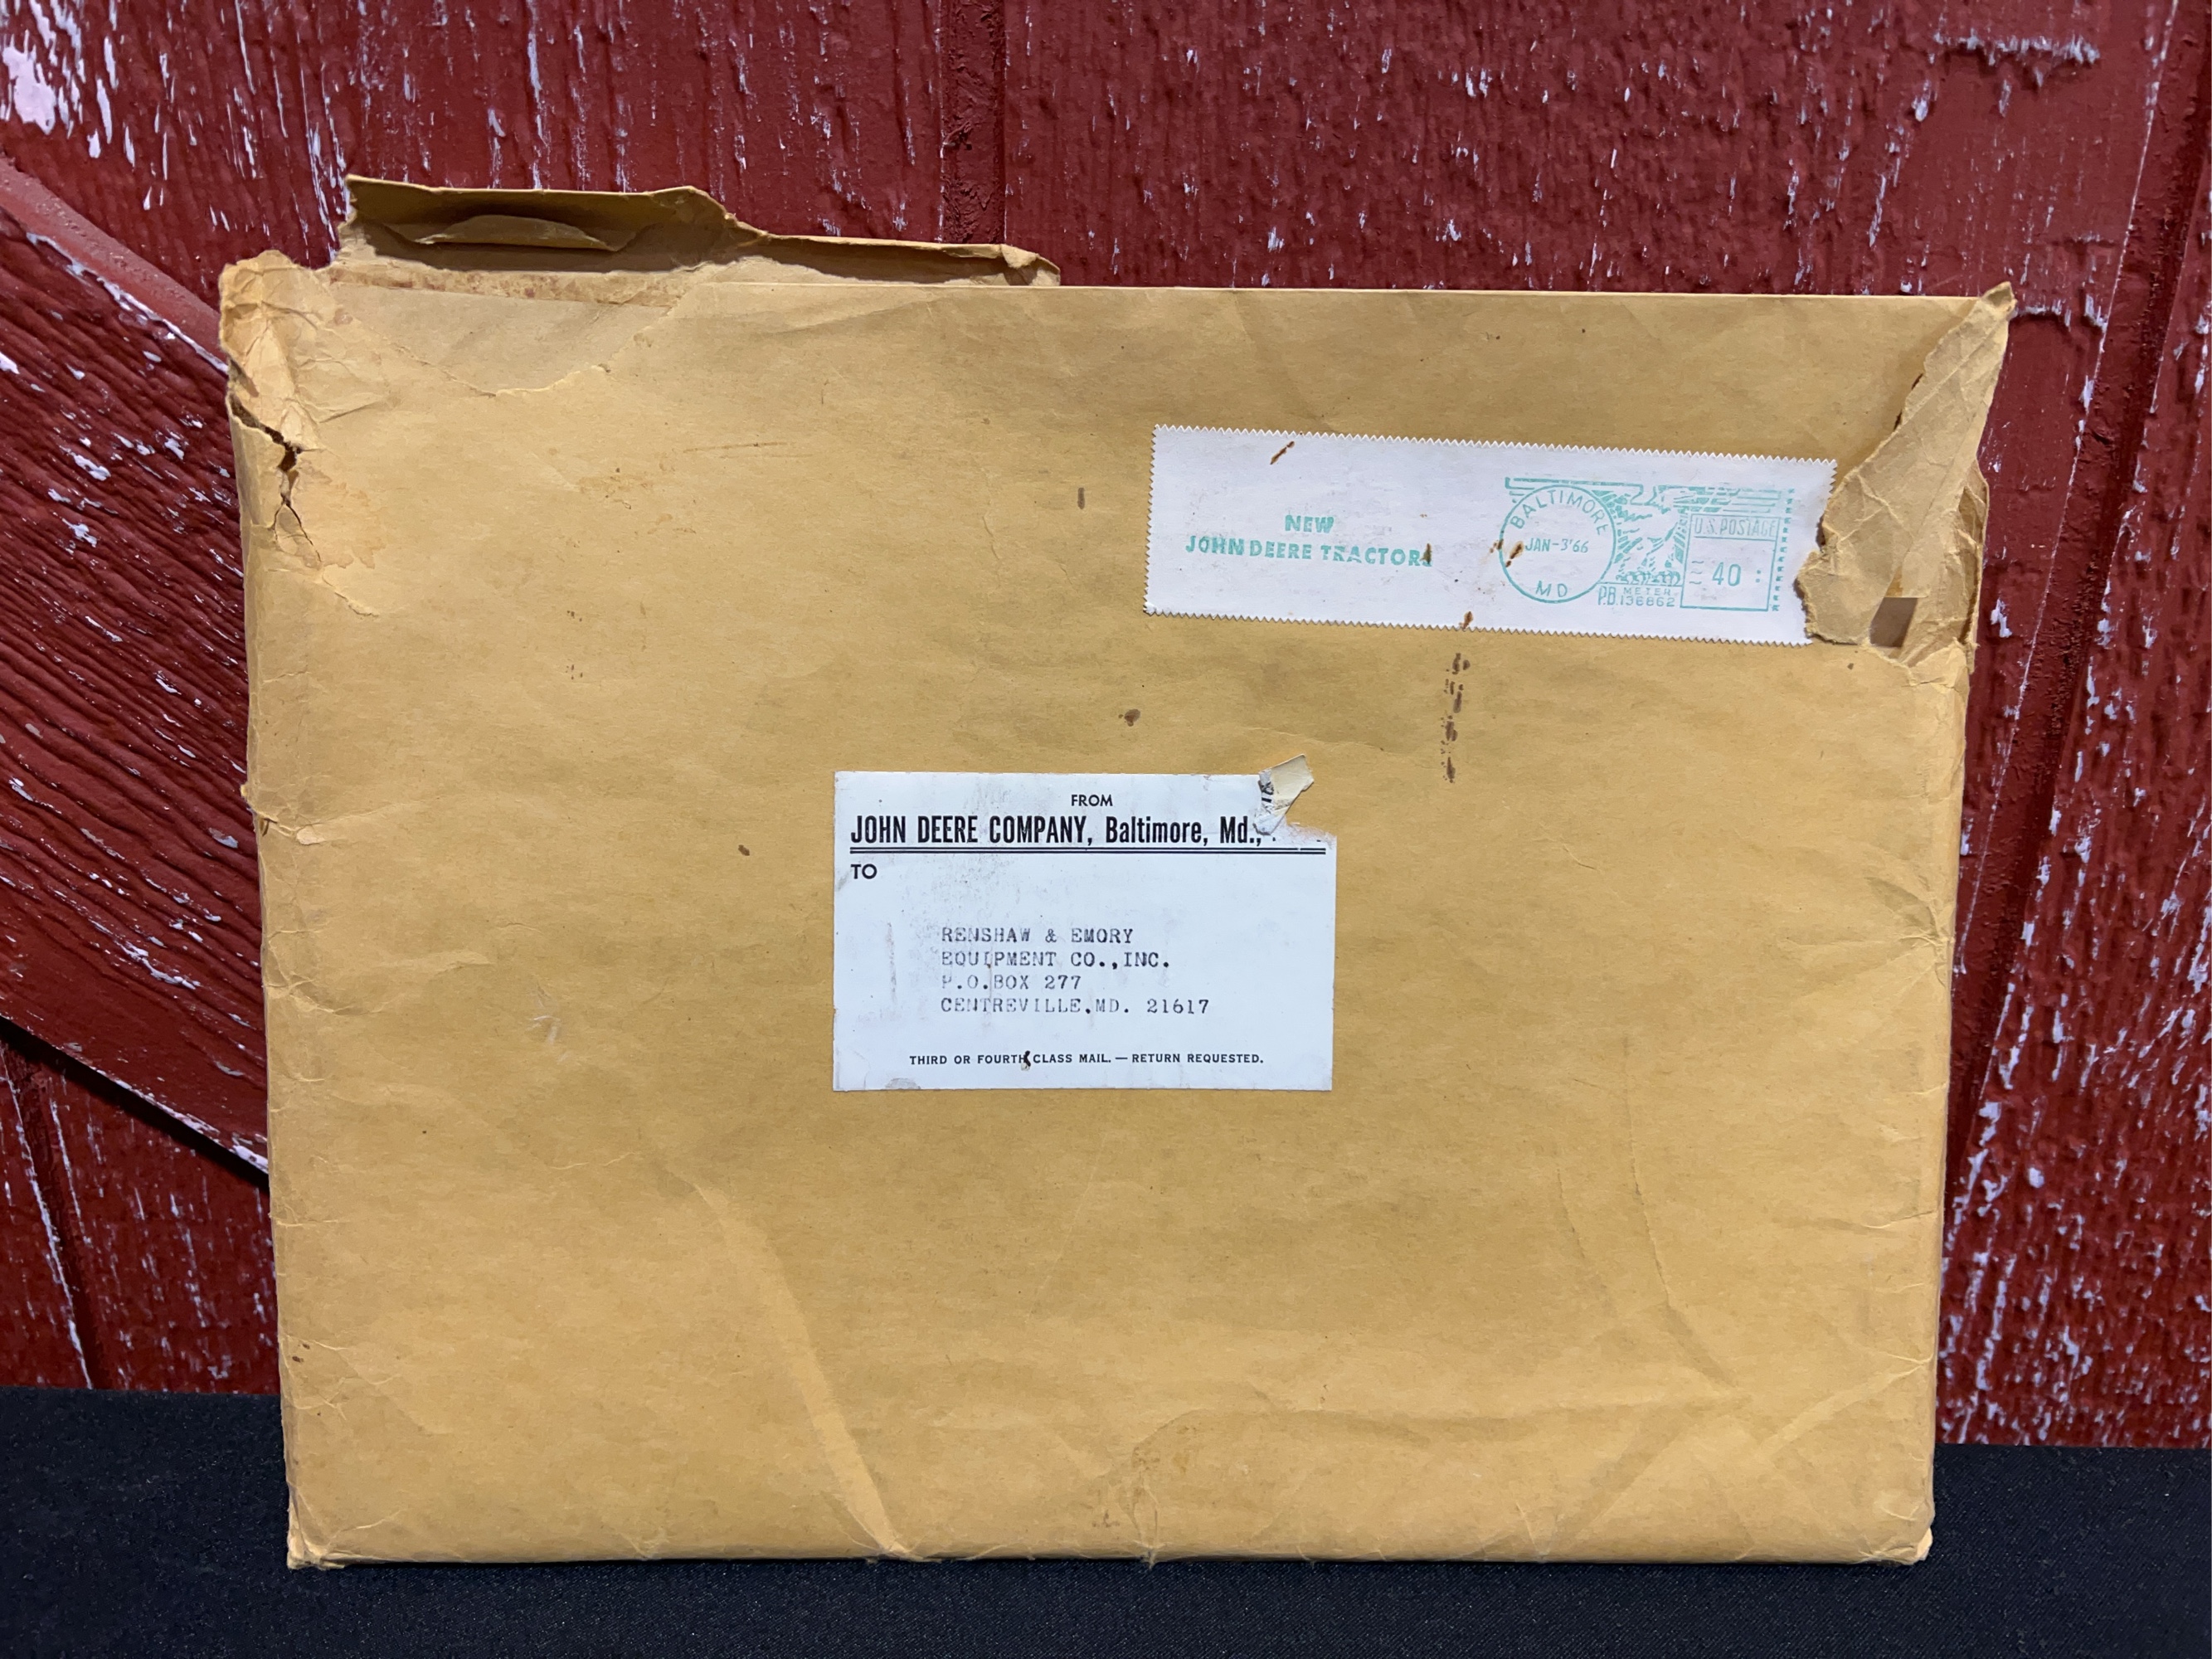 NEW
JOHN DEERE TRACTORS
BALTIMORE
JAN-3'66
MD
U.S. POSTAGE
40
P.B. METER
136862
FROM
JOHN DEERE COMPANY, Baltimore, Md.,
TO
RENSHAW & EMORY
EQUIPMENT CO.,INC.
P.O.BOX 277
CENTREVILLE,MD. 21617
THIRD OR FOURTH CLASS MAIL. — RETURN REQUESTED.